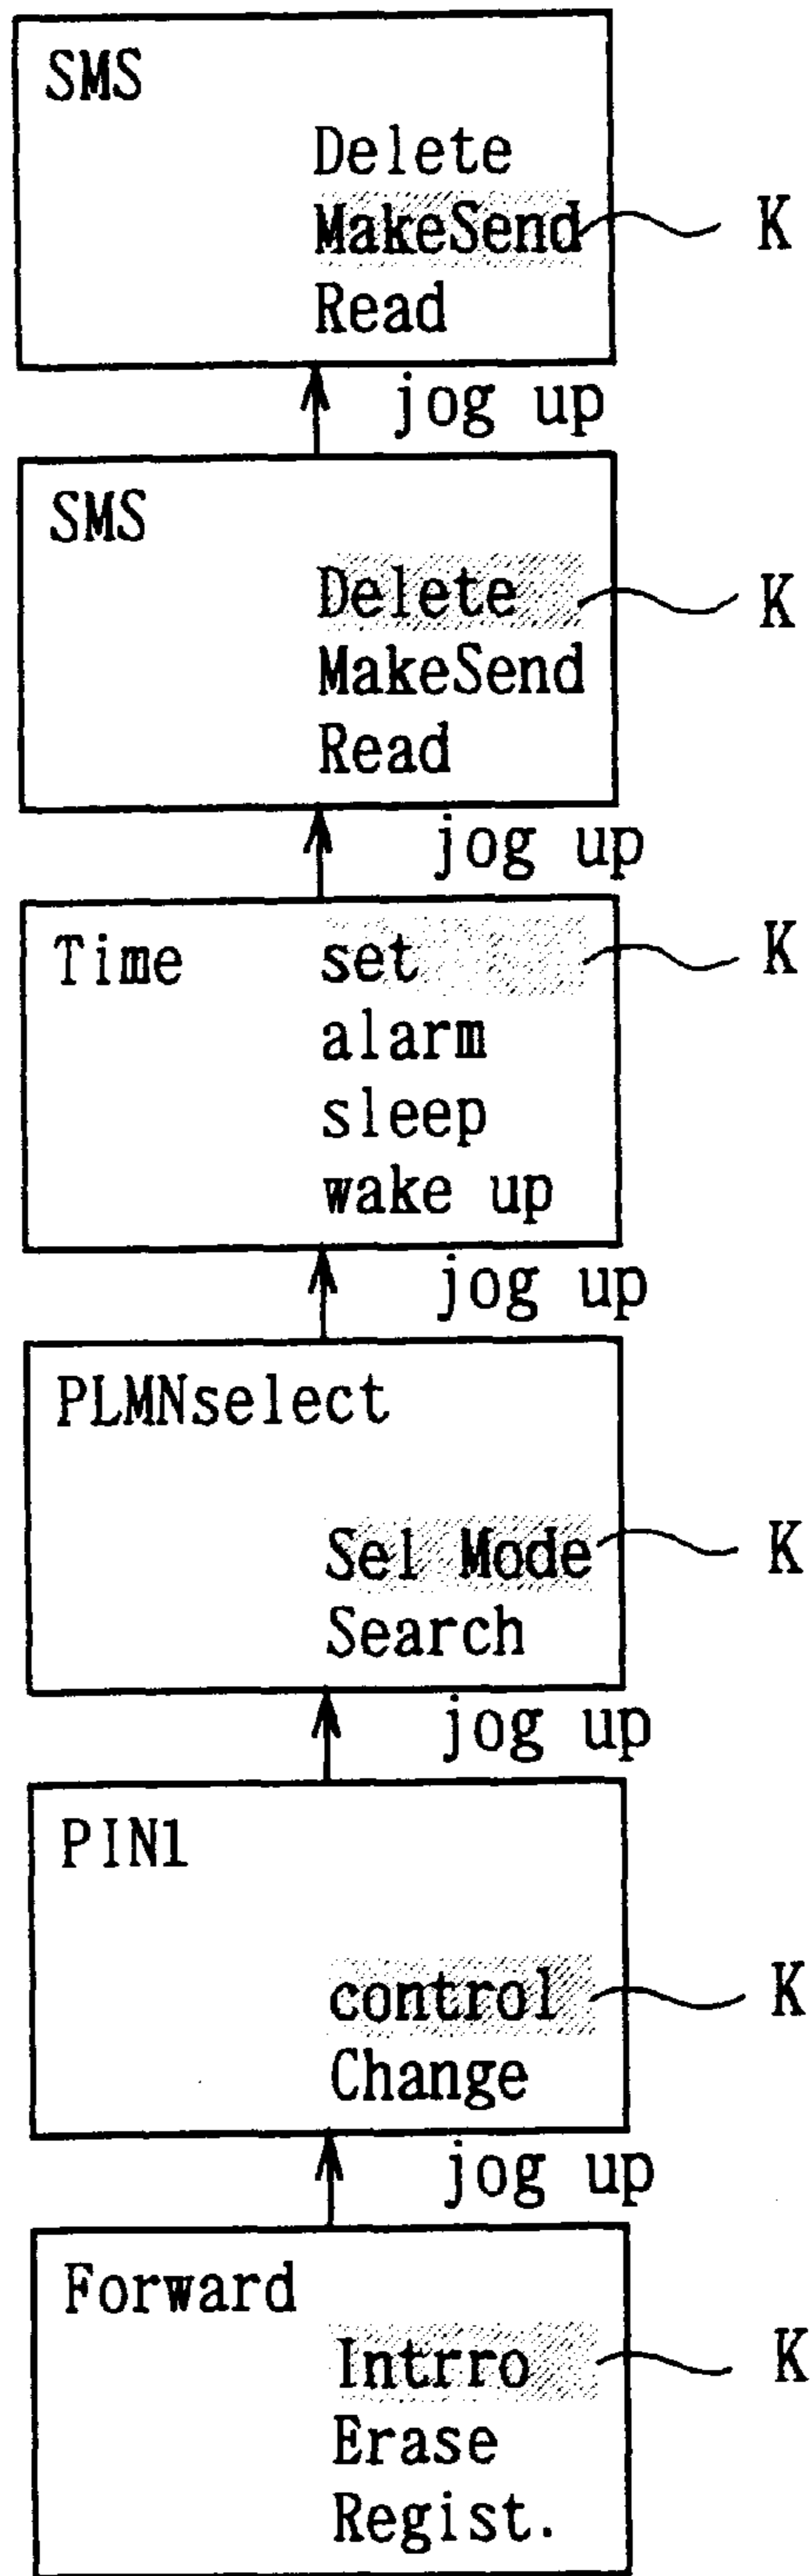 SMS
Delete
MakeSend K
Read
jog up
SMS
Delete K
MakeSend
Read
jog up
Time set K
alarm
sleep
wake up
jog up
PLMNselect
Sel Mode K
Search
jog up
PIN1
control K
Change
jog up
Forward
Intrro K
Erase
Regist.